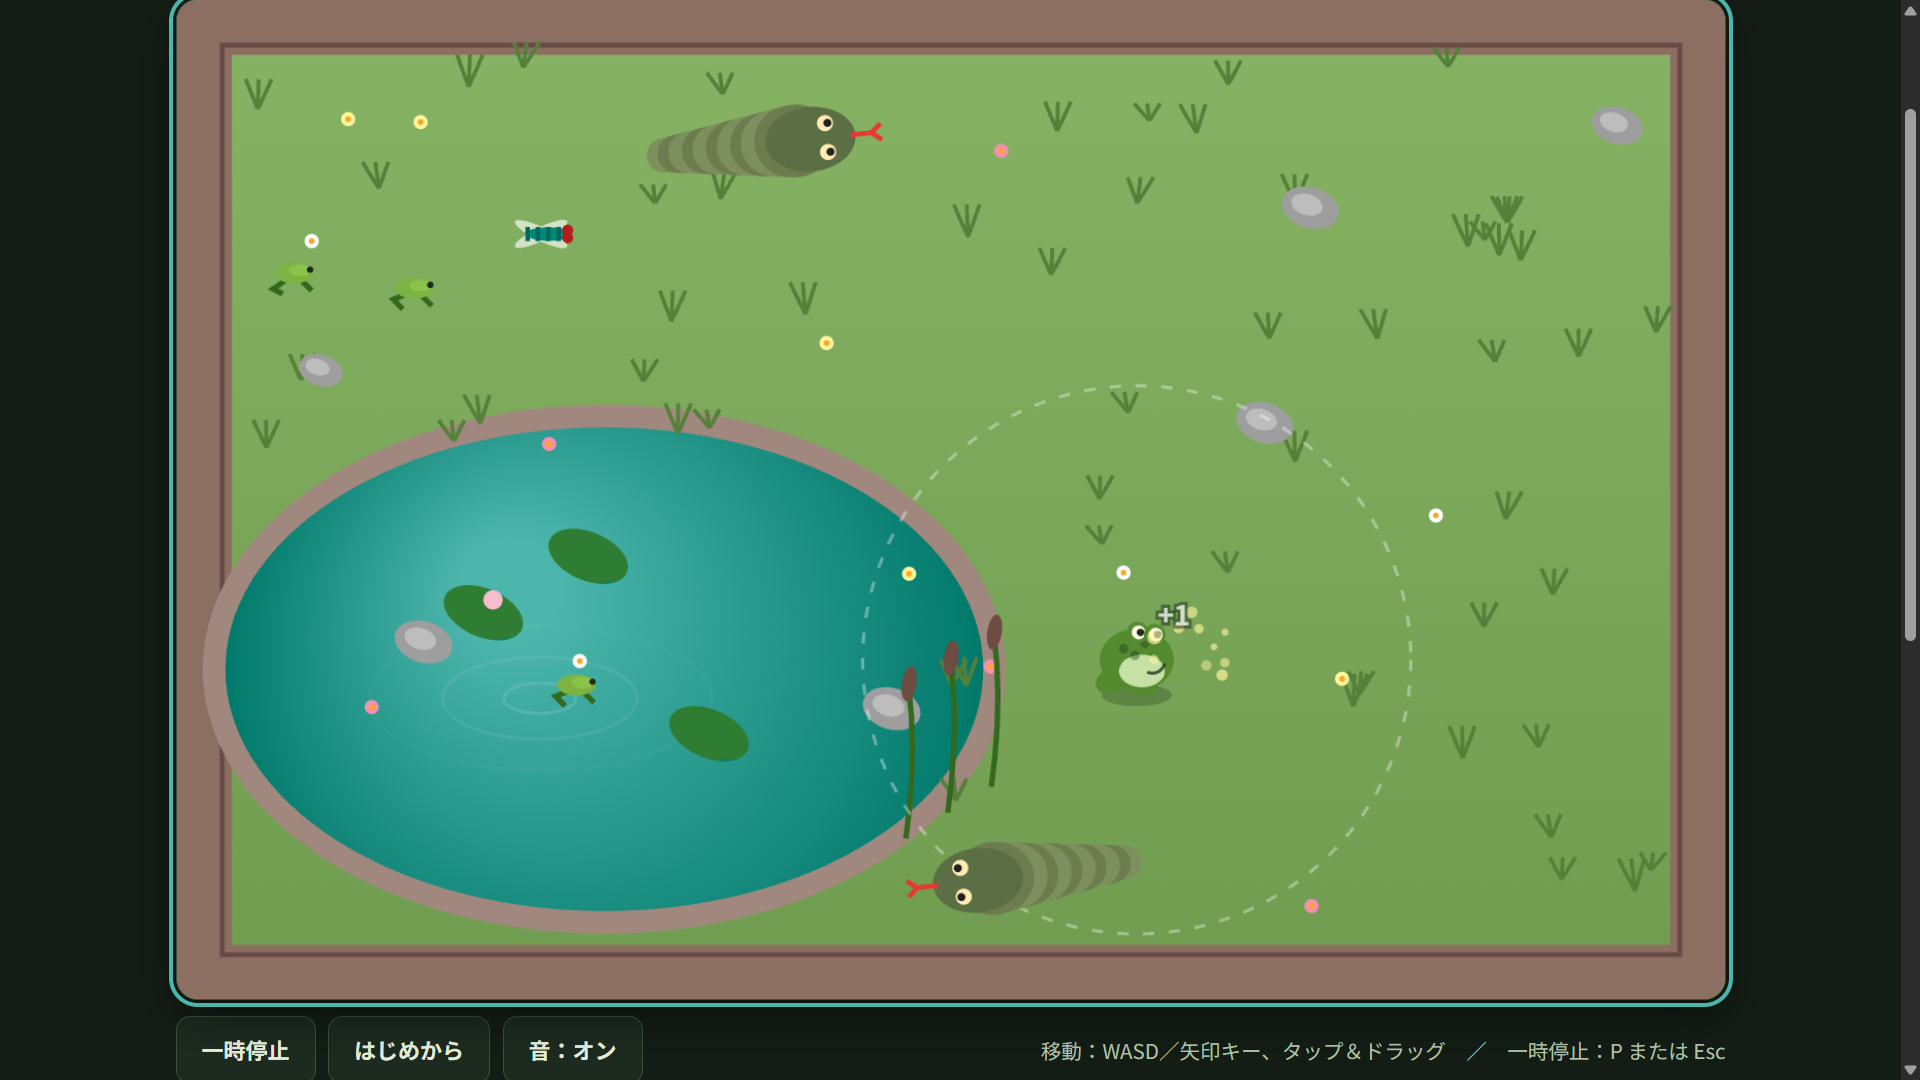 +1
一時停止
はじめから
音：オン
移動：WASD／矢印キー、タップ＆ドラッグ　／　一時停止：P または Esc